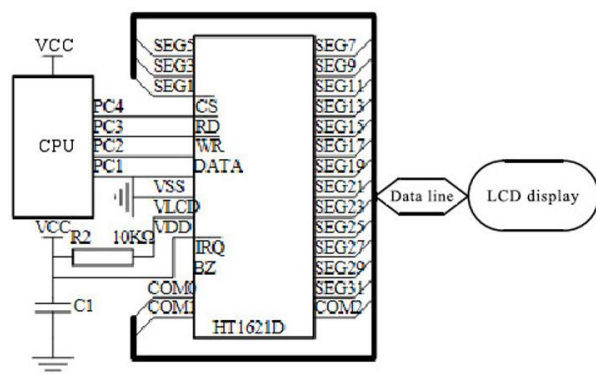 VCC
CPU
PC4
PC3
PC2
PC1
VCC
R2
10KΩ
C1
SEG5
SEG3
SEG1
CS
RD
WR
DATA
VSS
VLCD
VDD
IRQ
BZ
COM0
COM1
HT1621D
SEG7
SEG9
SEG11
SEG13
SEG15
SEG17
SEG19
SEG21
SEG23
SEG25
SEG27
SEG29
SEG31
COM2
Data line
LCD display